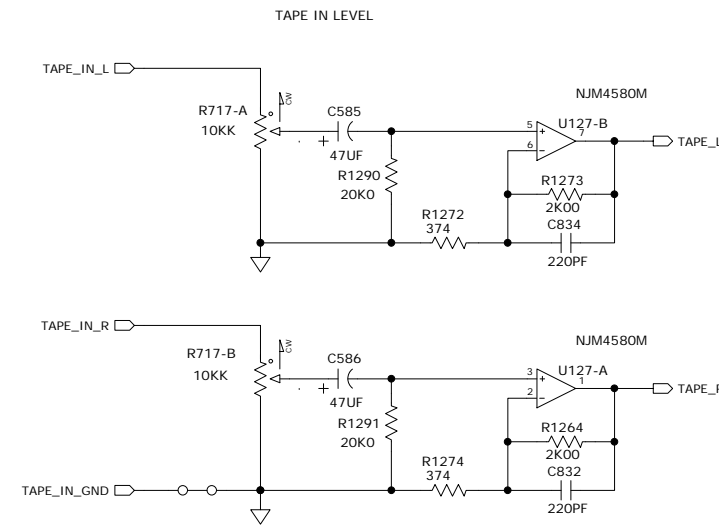 TAPE IN LEVEL
TAPE_IN_L
R717-A
10KK
CW
C585
+
47UF
R1290
20K0
R1272
374
NJM4580M
U127-B
5
+
6
−
7
TAPE_L
R1273
2K00
C834
220PF
TAPE_IN_R
R717-B
10KK
CW
C586
+
47UF
R1291
20K0
R1274
374
NJM4580M
U127-A
3
+
2
−
1
R1264
2K00
C832
220PF
TAPE_IN_GND